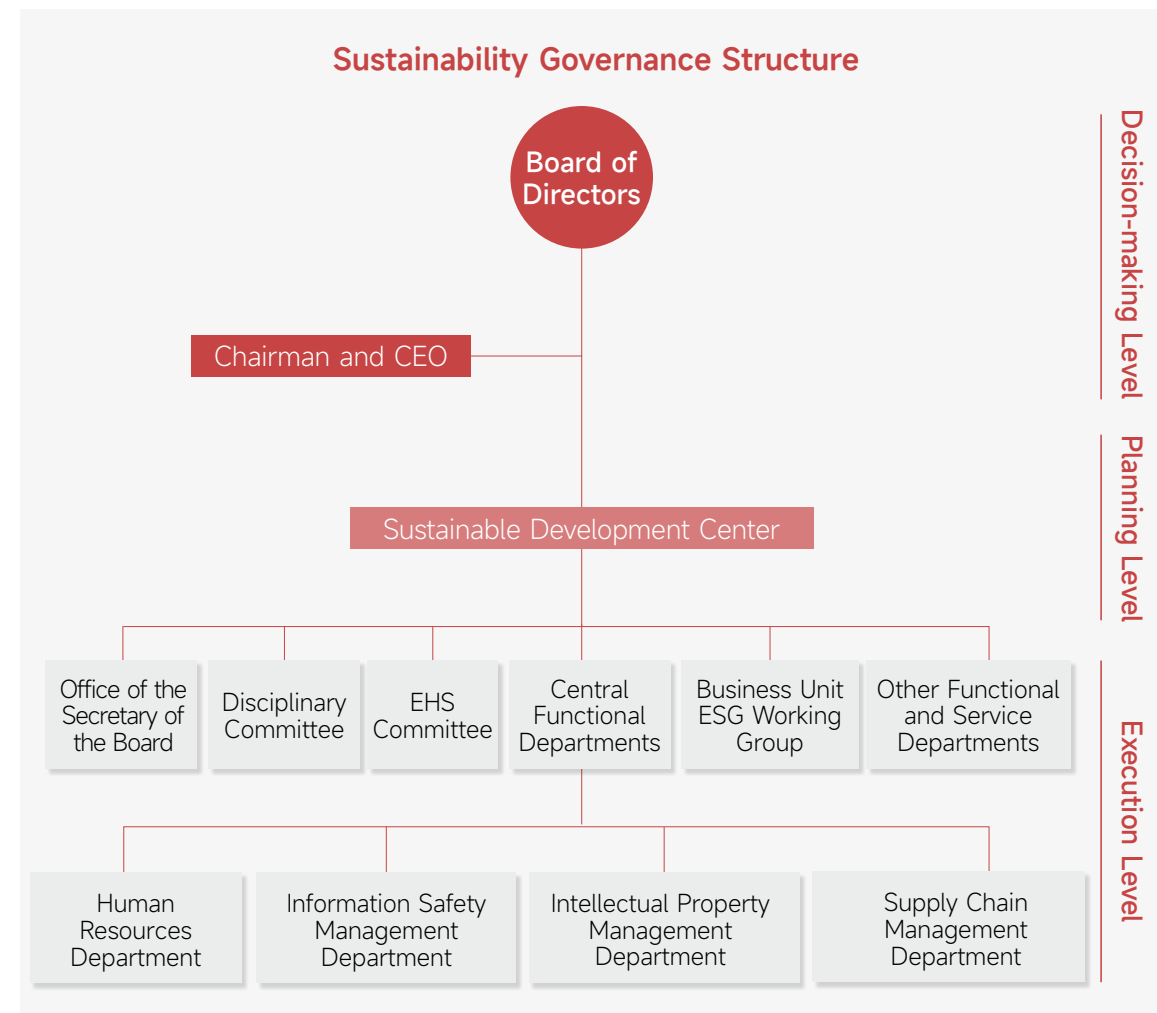 Sustainability Governance Structure
Board of
Directors
Decision-making Level
Chairman and CEO
Planning Level
Sustainable Development Center
Execution Level
Office of the
Secretary of
the Board
Disciplinary
Committee
EHS
Committee
Central
Functional
Departments
Business Unit
ESG Working
Group
Other Functional
and Service
Departments
Human
Resources
Department
Information Safety
Management
Department
Intellectual Property
Management
Department
Supply Chain
Management
Department